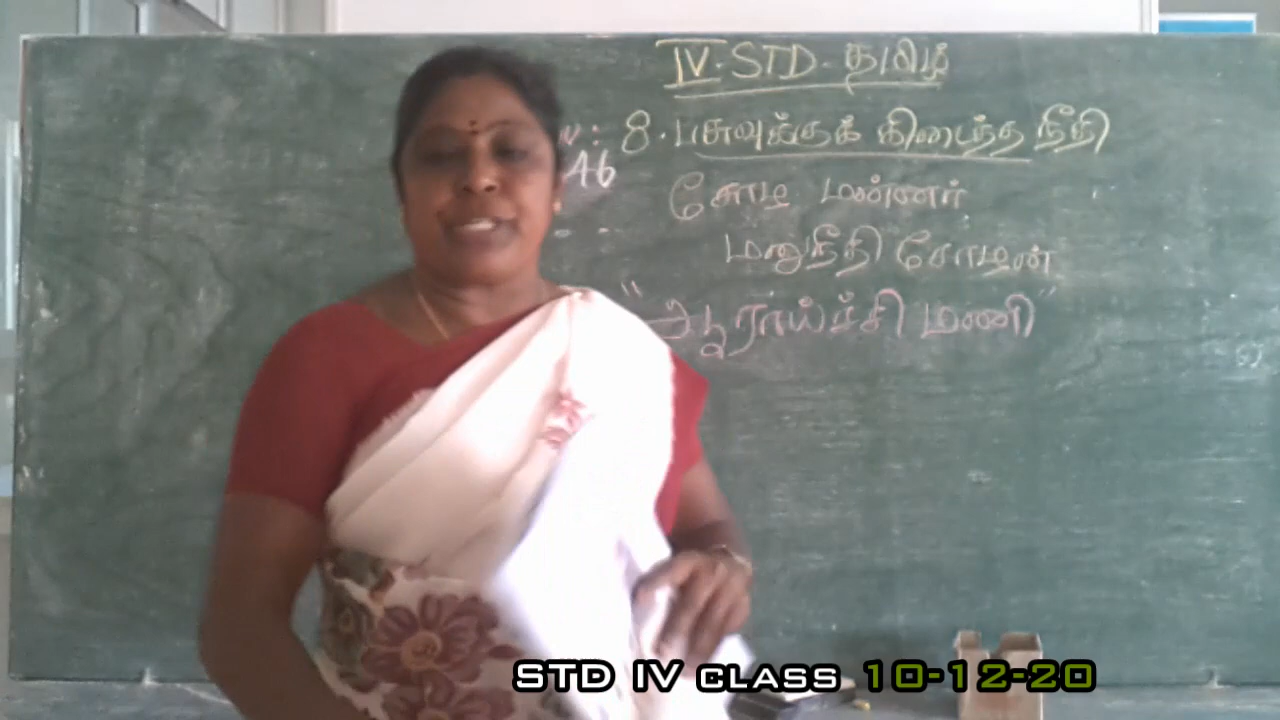 IV. STD. தமிழ்
8. பசுவுக்குக் கிடைத்த நீதி
46
சோழ மன்னர்
மனுநீதி சோழன்
"ஆராய்ச்சி மணி"
STD IV CLASS 10-12-20